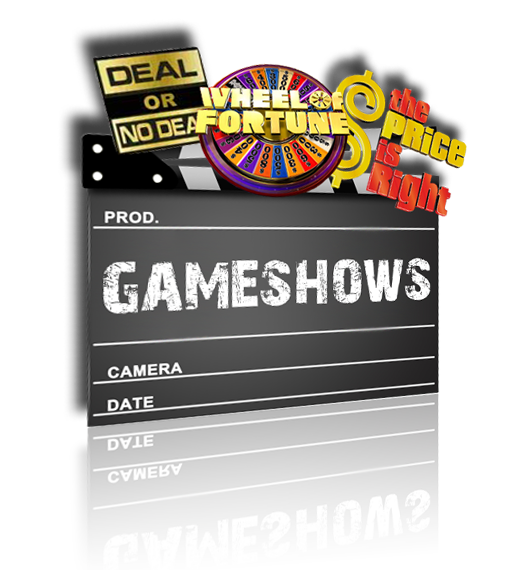 DEAL
OR
NO DEA
WHEEL OF
FORTUNE
the
PRICE
is
Right
PROD.
GAMESHOWS
CAMERA
DATE